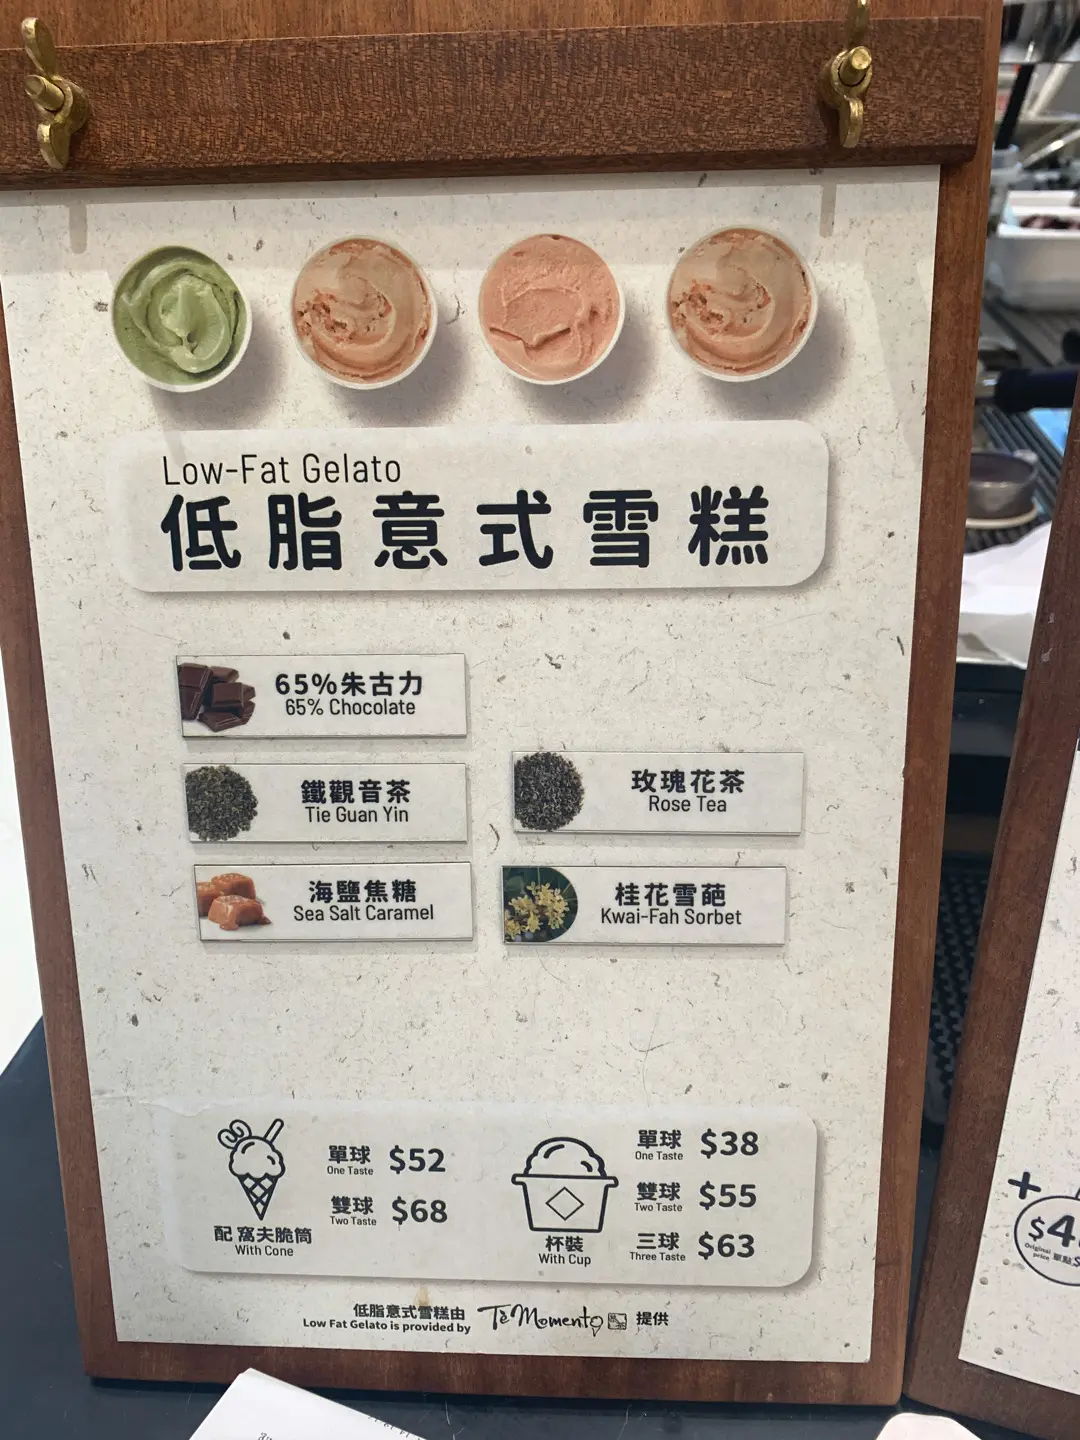 Low-Fat Gelato
低脂意式雪糕
65%朱古力
65% Chocolate
鐵觀音茶
Tie Guan Yin
玫瑰花茶
Rose Tea
海鹽焦糖
Sea Salt Caramel
桂花雪葩
Kwai-Fah Sorbet
單球 $52
One Taste
雙球 $68
Two Taste
配 窩夫脆筒
With Cone
單球 $38
One Taste
雙球 $55
Two Taste
三球 $63
Three Taste
杯裝
With Cup
低脂意式雪糕由
Low Fat Gelato is provided by
Tè Momento
提供
+
$4
Original
price